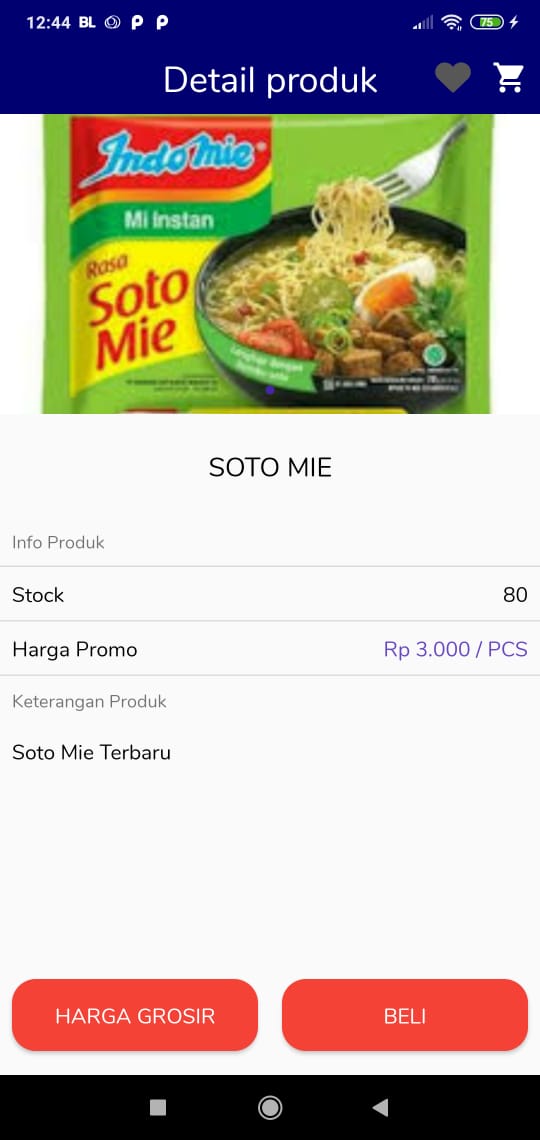 12:44 BL
75
Detail produk
Indomie
Mi Instan
Rasa
Soto
Mie
SOTO MIE
Info Produk
Stock 80
Harga Promo Rp 3.000 / PCS
Keterangan Produk
Soto Mie Terbaru
HARGA GROSIR BELI